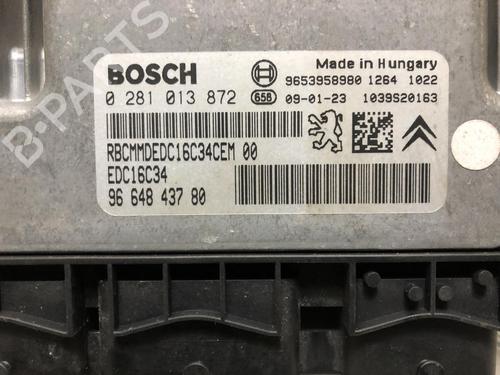 B-PARTS
BOSCH
Made in Hungary
9653958980 1264 1022
0 281 013 872
656 09-01-23 1039S20163
RBCMMDEDC16C34CEM 00
EDC16C34
96 648 437 80